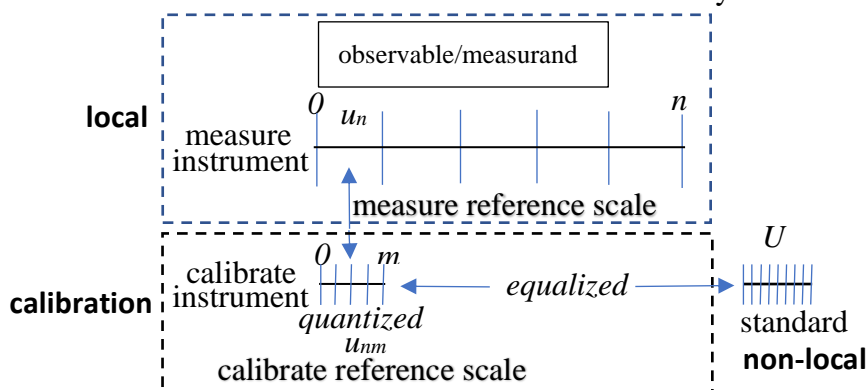 observable/measurand
0 un n
local
measure
instrument
measure reference scale
U
0 m
calibrate
instrument
equalized
calibration
quantized
standard
unm
non-local
calibrate reference scale